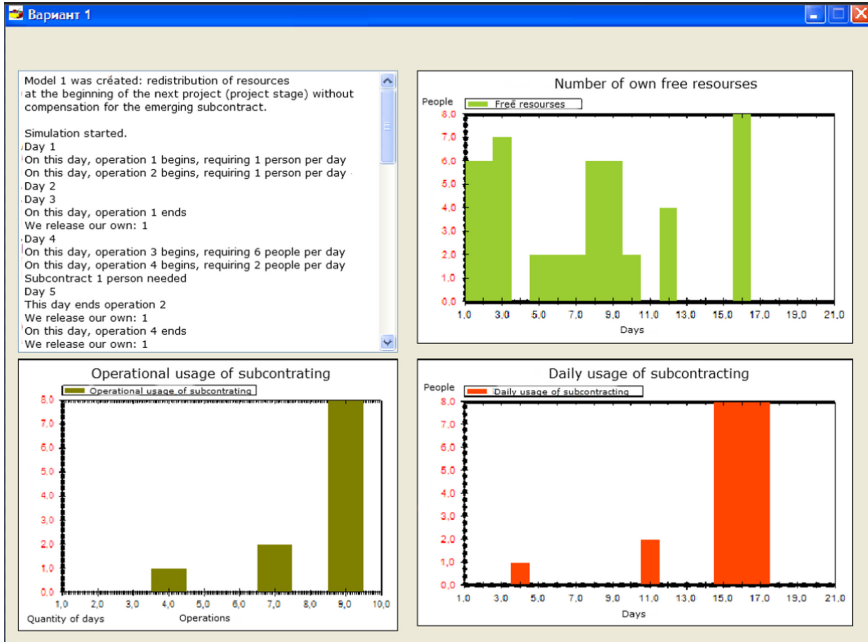 Вариант 1
Model 1 was créated: redistribution of resources
at the beginning of the next project (project stage) without
compensation for the emerging subcontract.
Simulation started.
Day 1
On this day, operation 1 begins, requiring 1 person per day
On this day, operation 2 begins, requiring 1 person per day
Day 2
Day 3
On this day, operation 1 ends
We release our own: 1
Day 4
On this day, operation 3 begins, requiring 6 people per day
On this day, operation 4 begins, requiring 2 people per day
Subcontract 1 person needed
Day 5
This day ends operation 2
We release our own: 1
On this day, operation 4 ends
We release our own: 1
Number of own free resourses
People
Free resourses
8.0
7.0
6.0
5.0
4.0
3.0
2.0
1.0
0.0
1.0 3.0 5.0 7.0 9.0 11.0 13.0 15.0 17.0 19.0 21.0
Days
Operational usage of subcontrating
Operational usage of subcontrating
8.0
7.0
6.0
5.0
4.0
3.0
2.0
1.0
0.0
1,0 2,0 3,0 4,0 5,0 6,0 7,0 8,0 9,0 10,0
Quantity of days Operations
Daily usage of subcontracting
People
Daily usage of subcontracting
8.0
7.0
6.0
5.0
4.0
3.0
2.0
1,0
0.0
1.0 3.0 5.0 7.0 9.0 11.0 13.0 15.0 17.0 19.0 21.0
Days